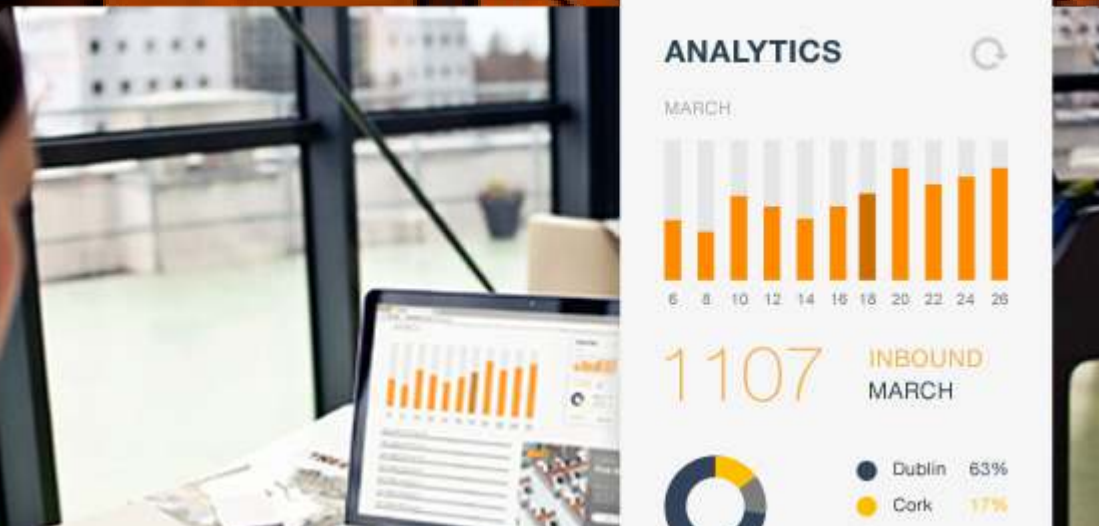 ANALYTICS
MARCH
6 8 10 12 14 16 18 20 22 24 26
1107
INBOUND
MARCH
Dublin 63%
Cork 17%